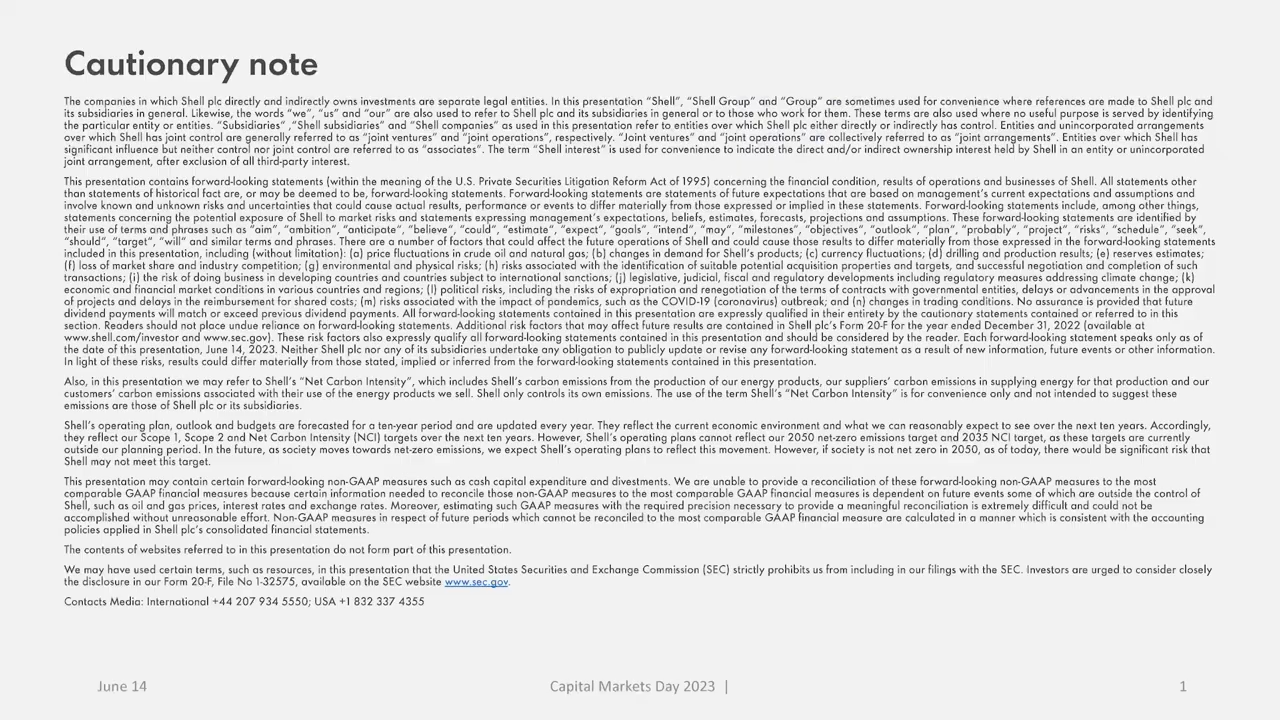 Cautionary note
The companies in which Shell plc directly and indirectly owns investments are separate legal entities. In this presentation “Shell”, “Shell Group” and “Group” are sometimes used for convenience where references are made to Shell plc and
its subsidiaries in general. Likewise, the words “we”, “us” and “our” are also used to refer to Shell plc and its subsidiaries in general or to those who work for them. These terms are also used where no useful purpose is served by identifying
the particular entity or entities. “Subsidiaries” ,“Shell subsidiaries” and “Shell companies” as used in this presentation refer to entities over which Shell plc either directly or indirectly has control. Entities and unincorporated arrangements
over which Shell has joint control are generally referred to as “joint ventures” and “joint operations”, respectively. “Joint ventures” and “joint operations” are collectively referred to as “joint arrangements”. Entities over which Shell has
significant influence but neither control nor joint control are referred to as “associates”. The term “Shell interest” is used for convenience to indicate the direct and/or indirect ownership interest held by Shell in an entity or unincorporated
joint arrangement, after exclusion of all third-party interest.
This presentation contains forward-looking statements (within the meaning of the U.S. Private Securities Litigation Reform Act of 1995) concerning the financial condition, results of operations and businesses of Shell. All statements other
than statements of historical fact are, or may be deemed to be, forward-looking statements. Forward-looking statements are statements of future expectations that are based on management’s current expectations and assumptions and
involve known and unknown risks and uncertainties that could cause actual results, performance or events to differ materially from those expressed or implied in these statements. Forward-looking statements include, among other things,
statements concerning the potential exposure of Shell to market risks and statements expressing management’s expectations, beliefs, estimates, forecasts, projections and assumptions. These forward-looking statements are identified by
their use of terms and phrases such as “aim”, “ambition”, “anticipate”, “believe”, “could”, “estimate”, “expect”, “goals”, “intend”, “may”, “milestones”, “objectives”, “outlook”, “plan”, “probably”, “project”, “risks”, “schedule”, “seek”,
“should”, “target”, “will” and similar terms and phrases. There are a number of factors that could affect the future operations of Shell and could cause those results to differ materially from those expressed in the forward-looking statements
included in this presentation, including (without limitation): (a) price fluctuations in crude oil and natural gas; (b) changes in demand for Shell’s products; (c) currency fluctuations; (d) drilling and production results; (e) reserves estimates;
(f) loss of market share and industry competition; (g) environmental and physical risks; (h) risks associated with the identification of suitable potential acquisition properties and targets, and successful negotiation and completion of such
transactions; (i) the risk of doing business in developing countries and countries subject to international sanctions; (j) legislative, judicial, fiscal and regulatory developments including regulatory measures addressing climate change; (k)
economic and financial market conditions in various countries and regions; (l) political risks, including the risks of expropriation and renegotiation of the terms of contracts with governmental entities, delays or advancements in the approval
of projects and delays in the reimbursement for shared costs; (m) risks associated with the impact of pandemics, such as the COVID-19 (coronavirus) outbreak; and (n) changes in trading conditions. No assurance is provided that future
dividend payments will match or exceed previous dividend payments. All forward-looking statements contained in this presentation are expressly qualified in their entirety by the cautionary statements contained or referred to in this
section. Readers should not place undue reliance on forward-looking statements. Additional risk factors that may affect future results are contained in Shell plc’s Form 20-F for the year ended December 31, 2022 (available at
www.shell.com/investor and www.sec.gov). These risk factors also expressly qualify all forward-looking statements contained in this presentation and should be considered by the reader. Each forward-looking statement speaks only as of
the date of this presentation, June 14, 2023. Neither Shell plc nor any of its subsidiaries undertake any obligation to publicly update or revise any forward-looking statement as a result of new information, future events or other information.
In light of these risks, results could differ materially from those stated, implied or inferred from the forward-looking statements contained in this presentation.
Also, in this presentation we may refer to Shell’s “Net Carbon Intensity”, which includes Shell’s carbon emissions from the production of our energy products, our suppliers’ carbon emissions in supplying energy for that production and our
customers’ carbon emissions associated with their use of the energy products we sell. Shell only controls its own emissions. The use of the term Shell’s “Net Carbon Intensity” is for convenience only and not intended to suggest these
emissions are those of Shell plc or its subsidiaries.
Shell’s operating plan, outlook and budgets are forecasted for a ten-year period and are updated every year. They reflect the current economic environment and what we can reasonably expect to see over the next ten years. Accordingly,
they reflect our Scope 1, Scope 2 and Net Carbon Intensity (NCI) targets over the next ten years. However, Shell’s operating plans cannot reflect our 2050 net-zero emissions target and 2035 NCI target, as these targets are currently
outside our planning period. In the future, as society moves towards net-zero emissions, we expect Shell’s operating plans to reflect this movement. However, if society is not net zero in 2050, as of today, there would be significant risk that
Shell may not meet this target.
This presentation may contain certain forward-looking non-GAAP measures such as cash capital expenditure and divestments. We are unable to provide a reconciliation of these forward-looking non-GAAP measures to the most
comparable GAAP financial measures because certain information needed to reconcile those non-GAAP measures to the most comparable GAAP financial measures is dependent on future events some of which are outside the control of
Shell, such as oil and gas prices, interest rates and exchange rates. Moreover, estimating such GAAP measures with the required precision necessary to provide a meaningful reconciliation is extremely difficult and could not be
accomplished without unreasonable effort. Non-GAAP measures in respect of future periods which cannot be reconciled to the most comparable GAAP financial measure are calculated in a manner which is consistent with the accounting
policies applied in Shell plc’s consolidated financial statements.
The contents of websites referred to in this presentation do not form part of this presentation.
We may have used certain terms, such as resources, in this presentation that the United States Securities and Exchange Commission (SEC) strictly prohibits us from including in our filings with the SEC. Investors are urged to consider closely
the disclosure in our Form 20-F, File No 1-32575, available on the SEC website www.sec.gov.
Contacts Media: International +44 207 934 5550; USA +1 832 337 4355
June 14
Capital Markets Day 2023 |
1